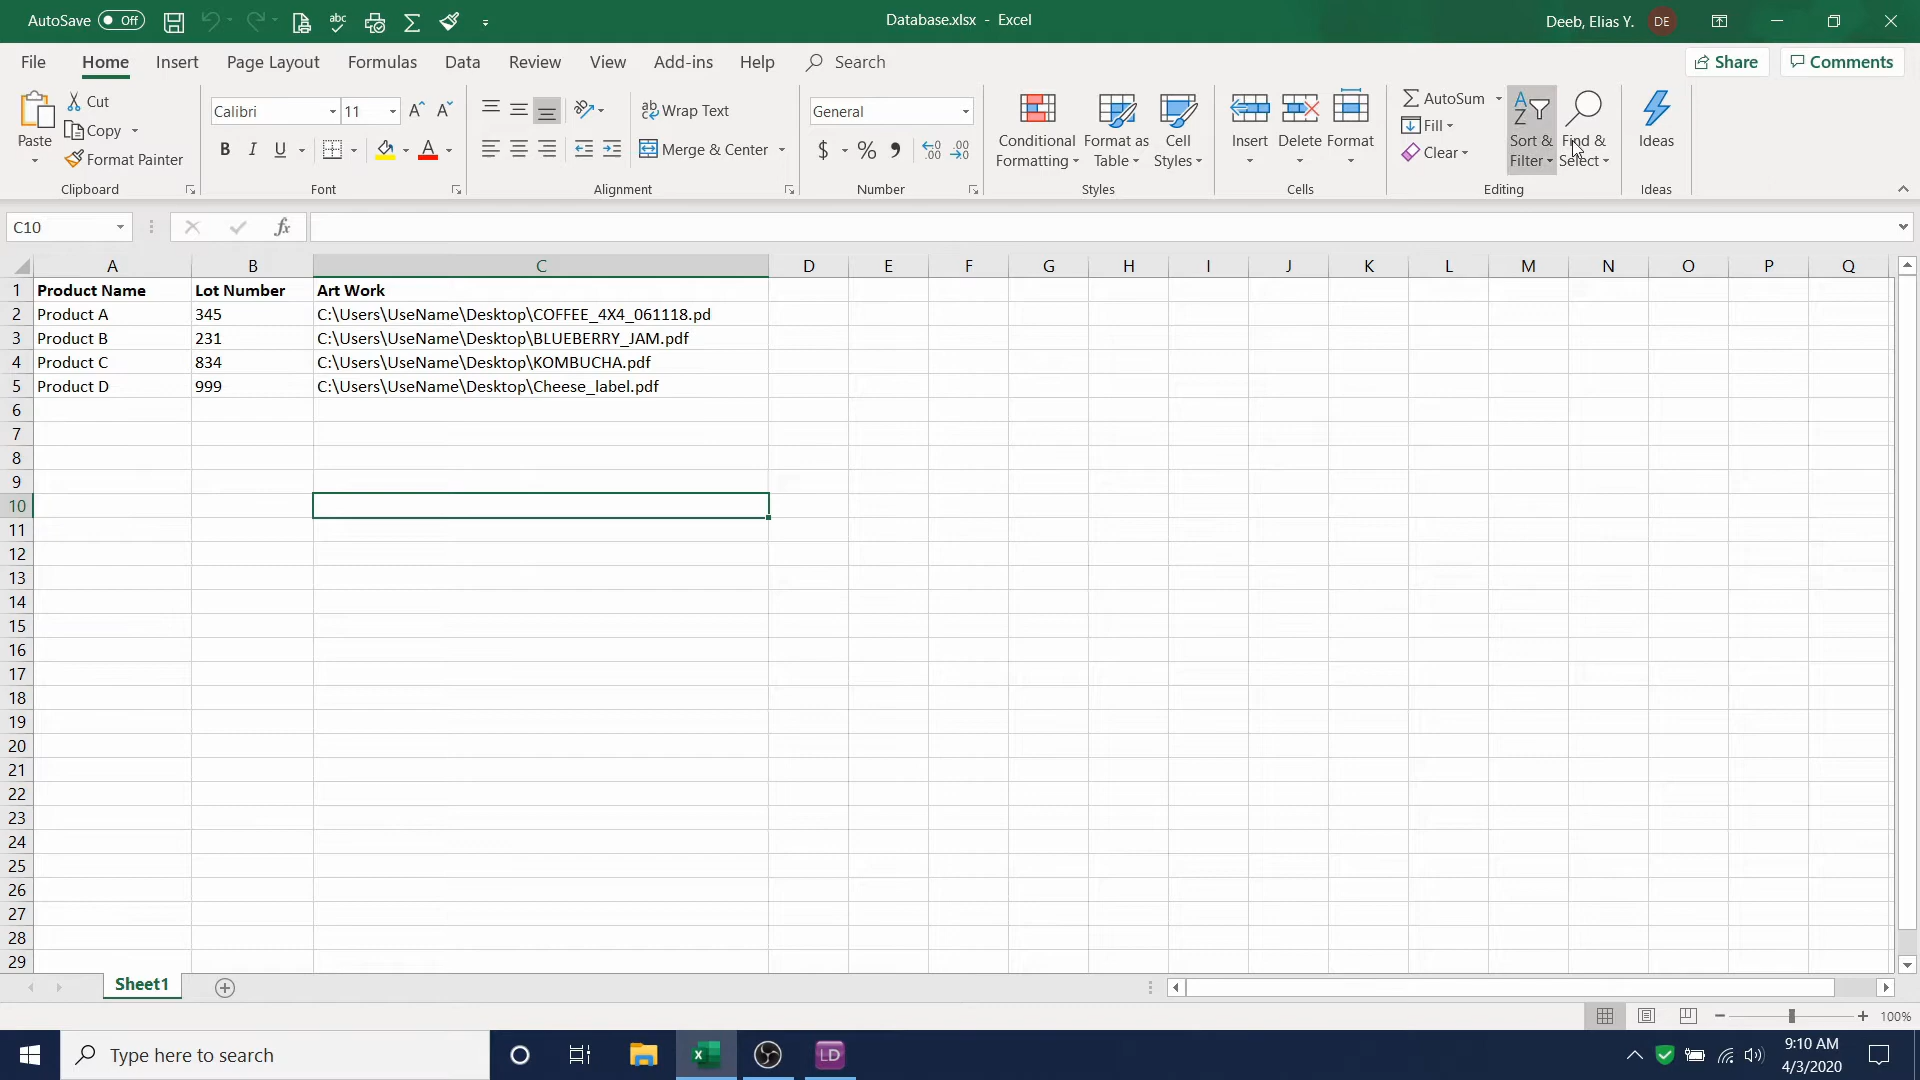 AutoSave Off Database.xlsx - Excel Deeb, Elias Y. DE
File Home Insert Page Layout Formulas Data Review View Add-ins Help Search Share Comments
Paste Cut Copy Format Painter Clipboard
Calibri 11 A A B I U A Font
ab Wrap Text Merge & Center Alignment
General $ % , .00 .00 Number
Conditional Formatting Format as Table Cell Styles Styles
Insert Delete Format Cells
AutoSum Fill Clear Sort & Filter Find & Select Editing
Ideas Ideas
C10 fx
A B C D E F G H I J K L M N O P Q
1 Product Name Lot Number Art Work
2 Product A 345 C:\Users\UseName\Desktop\COFFEE_4X4_061118.pd
3 Product B 231 C:\Users\UseName\Desktop\BLUEBERRY_JAM.pdf
4 Product C 834 C:\Users\UseName\Desktop\KOMBUCHA.pdf
5 Product D 999 C:\Users\UseName\Desktop\Cheese_label.pdf
6
7
8
9
10
11
12
13
14
15
16
17
18
19
20
21
22
23
24
25
26
27
28
29
Sheet1
100%
Type here to search LD 9:10 AM
4/3/2020